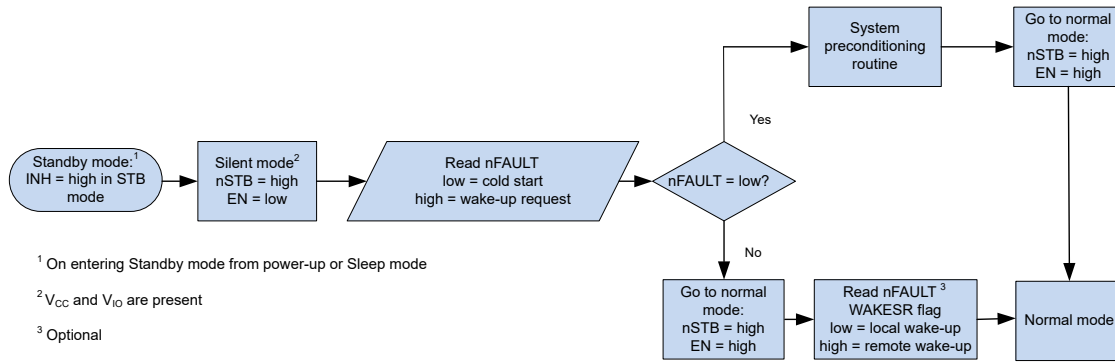 Standby mode:1
INH = high in STB
mode
Silent mode2
nSTB = high
EN = low
Read nFAULT
low = cold start
high = wake-up request
nFAULT = low?
Yes
System
preconditioning
routine
Go to normal
mode:
nSTB = high
EN = high
No
Go to normal
mode:
nSTB = high
EN = high
Read nFAULT 3
WAKESR flag
low = local wake-up
high = remote wake-up
Normal mode
1 On entering Standby mode from power-up or Sleep mode
2 VCC and VIO are present
3 Optional